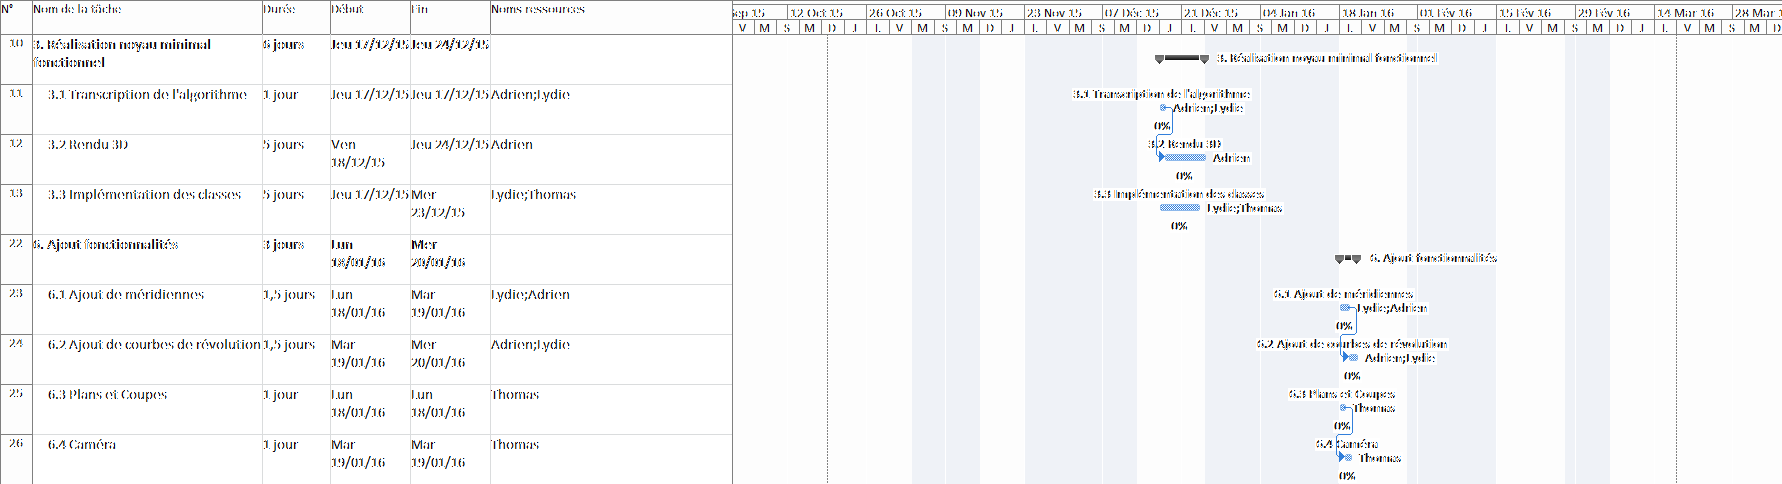 N° Nom de la tâche Durée Début Fin Noms ressources
ep 15 12 Oct 15 26 Oct 15 09 Nov 15 23 Nov 15 07 Déc 15 21 Déc 15 04 Jan 16 18 Jan 16 01 Fév 16 15 Fév 16 29 Fév 16 14 Mar 16 28 Mar 1
V M S D J L M S D J L M S D J L V M S D
10 3. Réalisation noyau minimal 6 jours Jeu 17/12/15 Jeu 24/12/15
fonctionnel
3. Réalisation noyau minimal fonctionnel
11 3.1 Transcription de l'algorithme 1 jour Jeu 17/12/15 Jeu 17/12/15 Adrien;Lydie
3.1 Transcription de l'algorithme
Adrien;Lydie
0%
12 3.2 Rendu 3D 5 jours Ven Jeu 24/12/15 Adrien
18/12/15
3.2 Rendu 3D
Adrien
0%
13 3.3 Implémentation des classes 5 jours Jeu 17/12/15 Mer Lydie;Thomas
23/12/15
3.3 Implémentation des classes
Lydie;Thomas
0%
22 6. Ajout fonctionnalités 3 jours Lun Mer
18/01/16 20/01/16
6. Ajout fonctionnalités
23 6.1 Ajout de méridiennes 1,5 jours Lun Mar Lydie;Adrien
18/01/16 19/01/16
6.1 Ajout de méridiennes
Lydie;Adrien
0%
24 6.2 Ajout de courbes de révolution 1,5 jours Mar Mer Adrien;Lydie
19/01/16 20/01/16
6.2 Ajout de courbes de révolution
Adrien;Lydie
0%
25 6.3 Plans et Coupes 1 jour Lun Lun Thomas
18/01/16 18/01/16
6.3 Plans et Coupes
Thomas
0%
26 6.4 Caméra 1 jour Mar Mar Thomas
19/01/16 19/01/16
6.4 Caméra
Thomas
0%